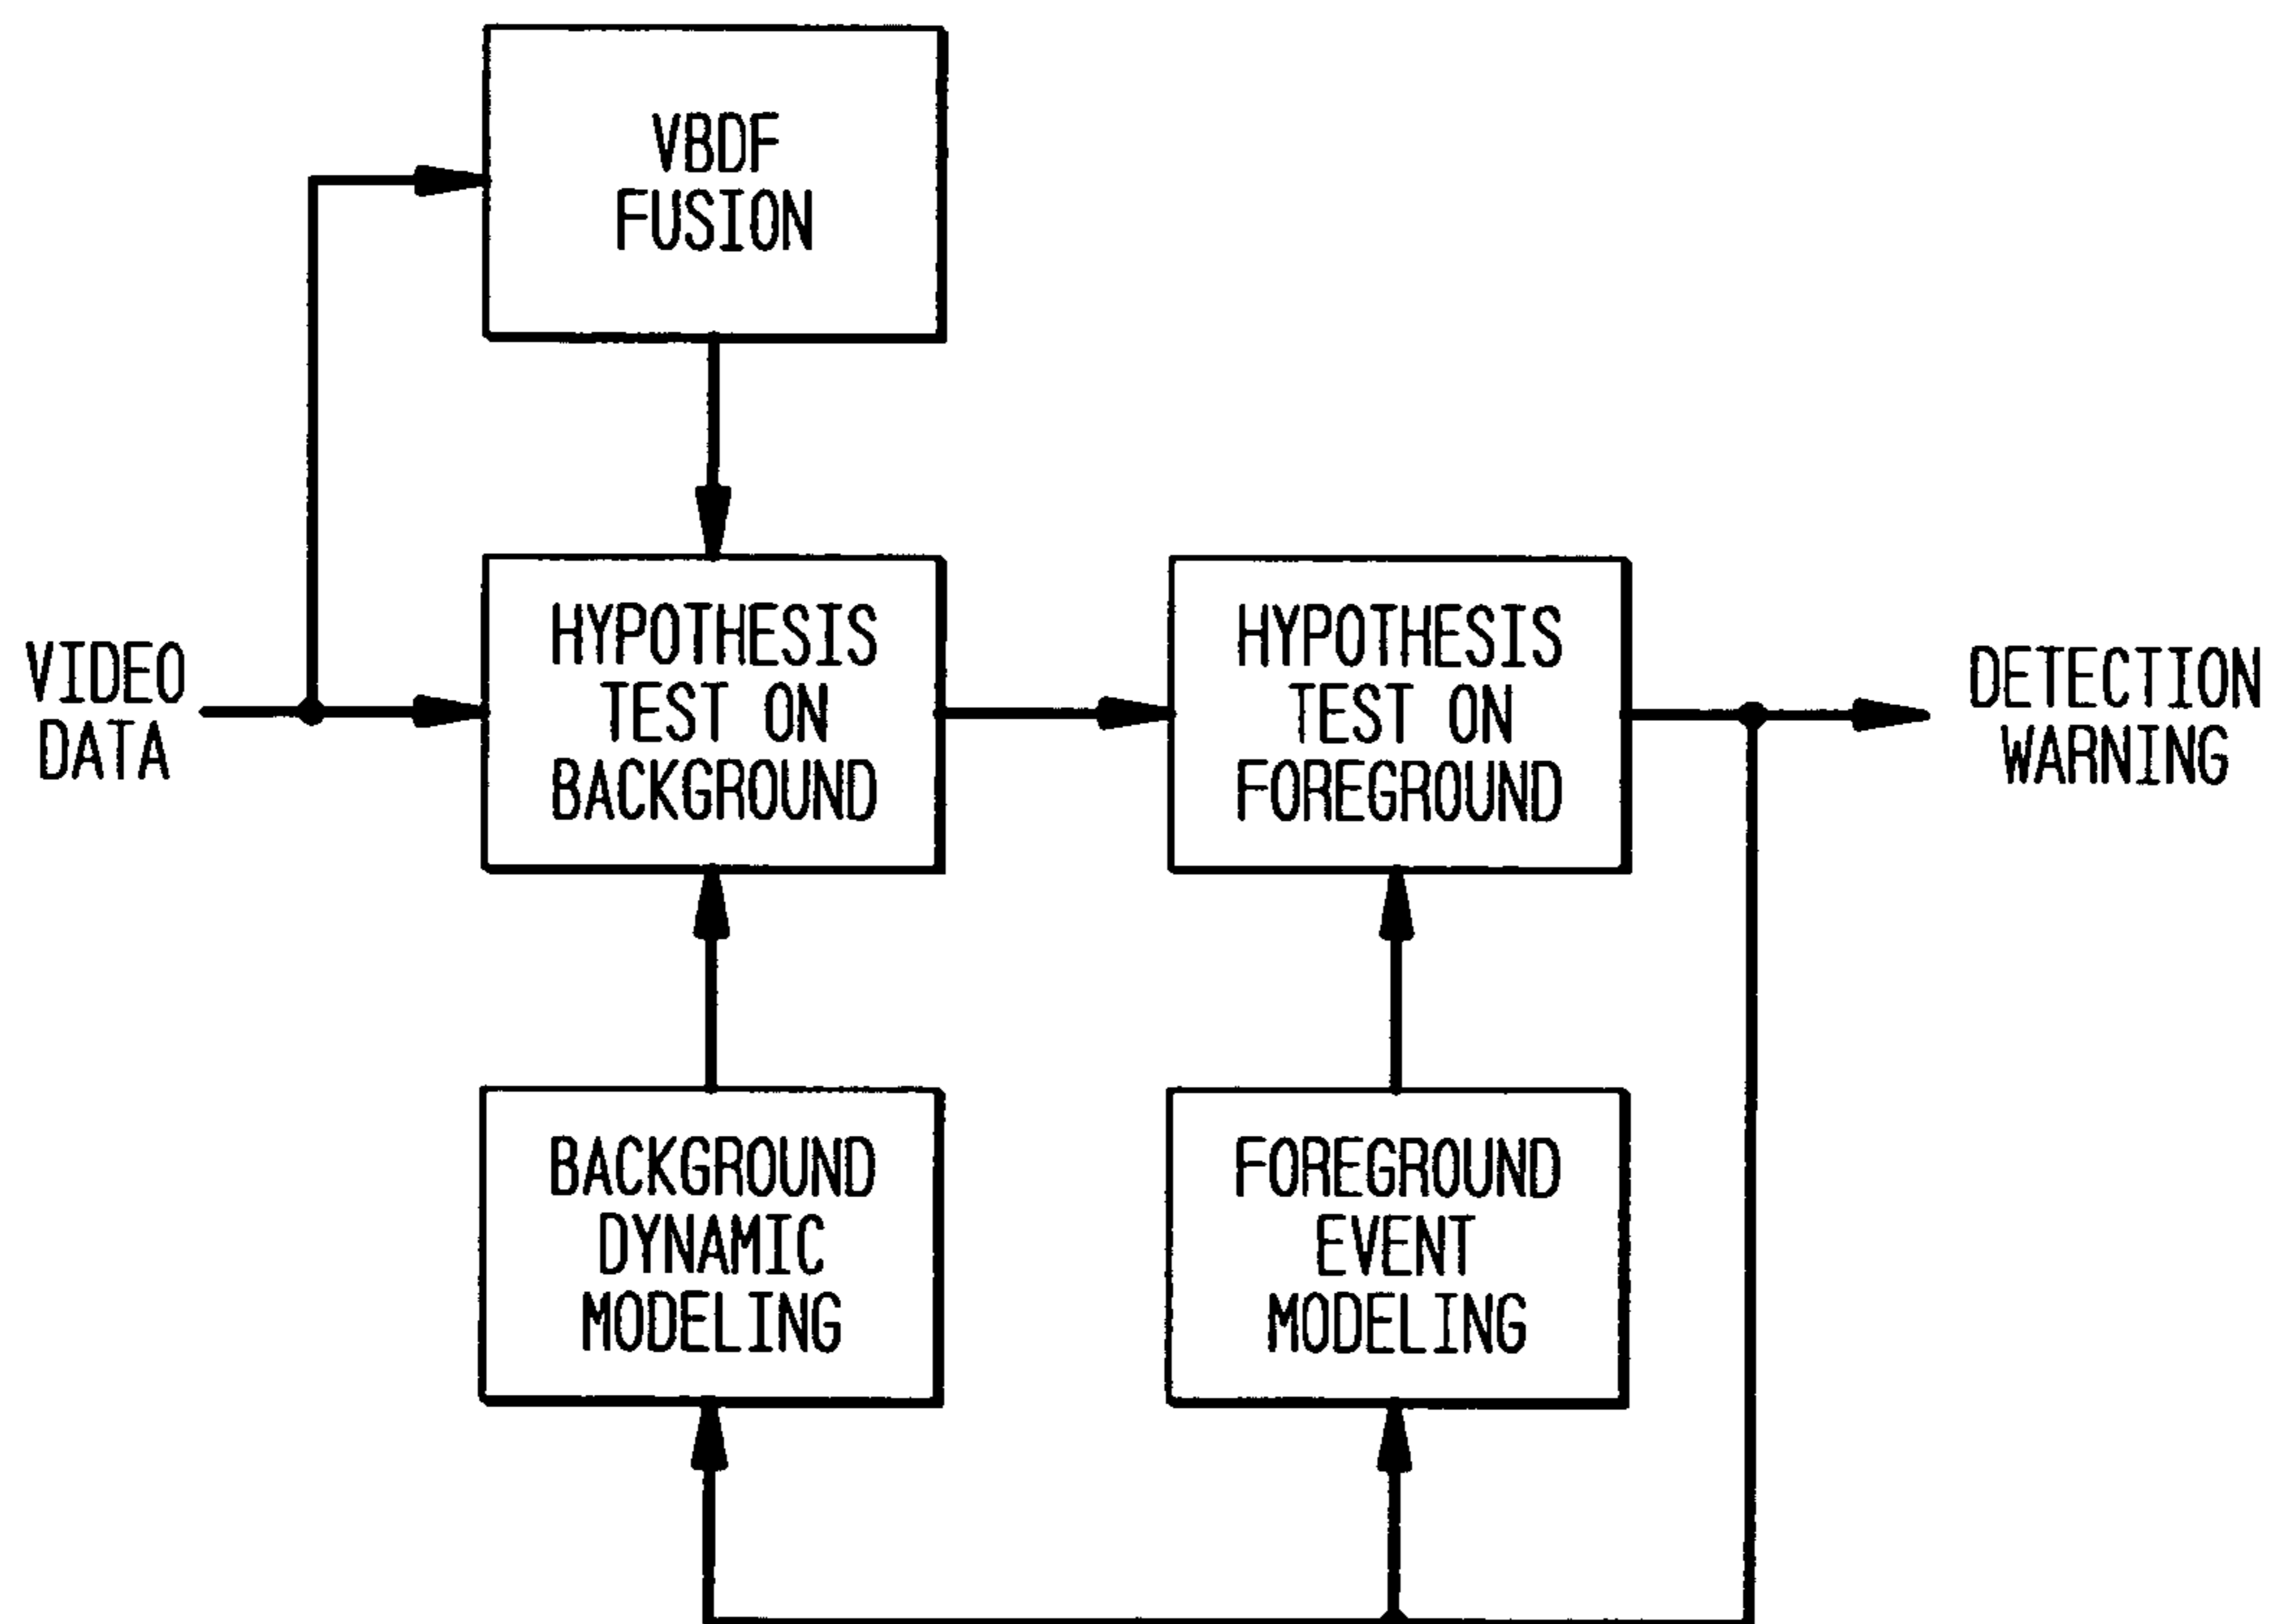 VBDF
FUSION
VIDEO
DATA
HYPOTHESIS
TEST ON
BACKGROUND
HYPOTHESIS
TEST ON
FOREGROUND
DETECTION
WARNING
BACKGROUND
DYNAMIC
MODELING
FOREGROUND
EVENT
MODELING